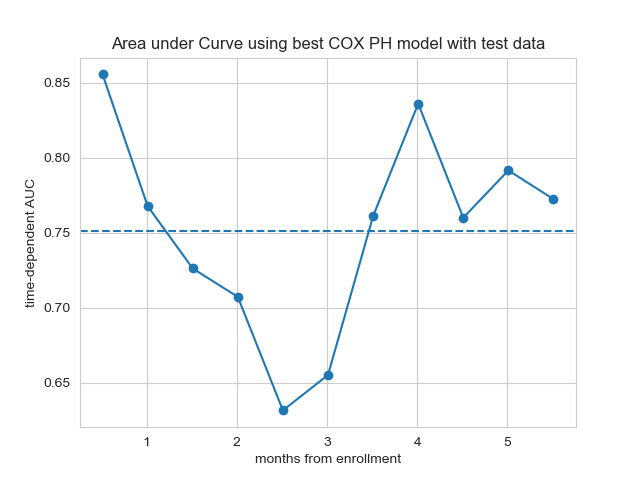 Area under Curve using best COX PH model with test data
0.85
0.80
0.75
0.70
0.65
time-dependent AUC
1 2 3 4 5
months from enrollment